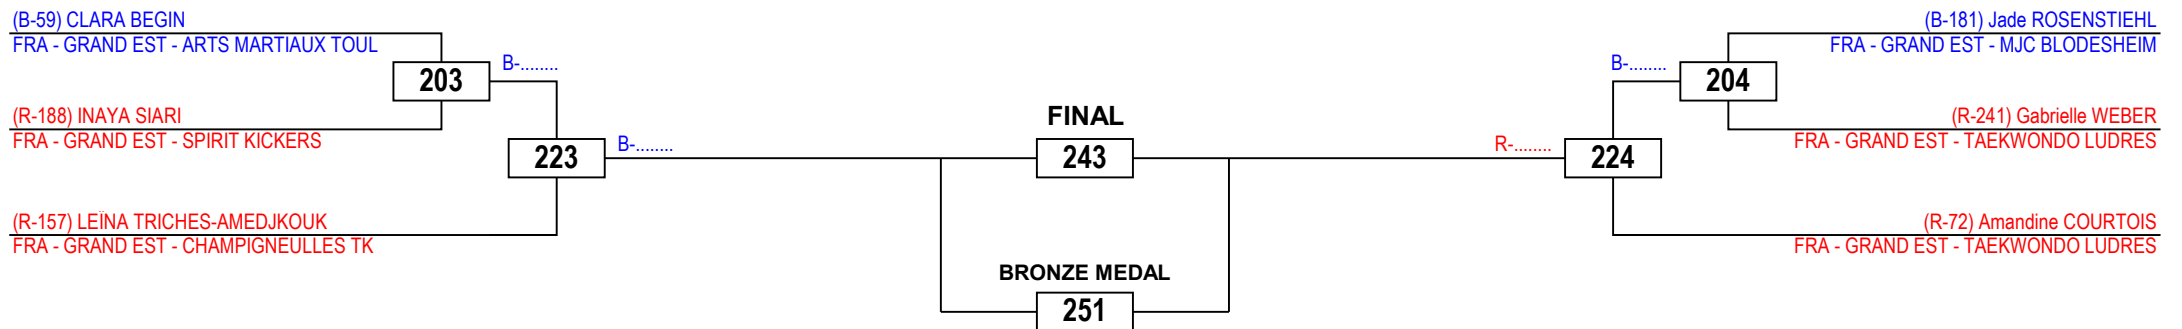 (B-59) CLARA BEGIN
FRA - GRAND EST - ARTS MARTIAUX TOUL
203
B-........
(R-188) INAYA SIARI
FRA - GRAND EST - SPIRIT KICKERS
223
B-........
(R-157) LEÏNA TRICHES-AMEDJKOUK
FRA - GRAND EST - CHAMPIGNEULLES TK
FINAL
243
BRONZE MEDAL
251
(B-181) Jade ROSENSTIEHL
FRA - GRAND EST - MJC BLODESHEIM
B-........
204
(R-241) Gabrielle WEBER
FRA - GRAND EST - TAEKWONDO LUDRES
R-........
224
(R-72) Amandine COURTOIS
FRA - GRAND EST - TAEKWONDO LUDRES